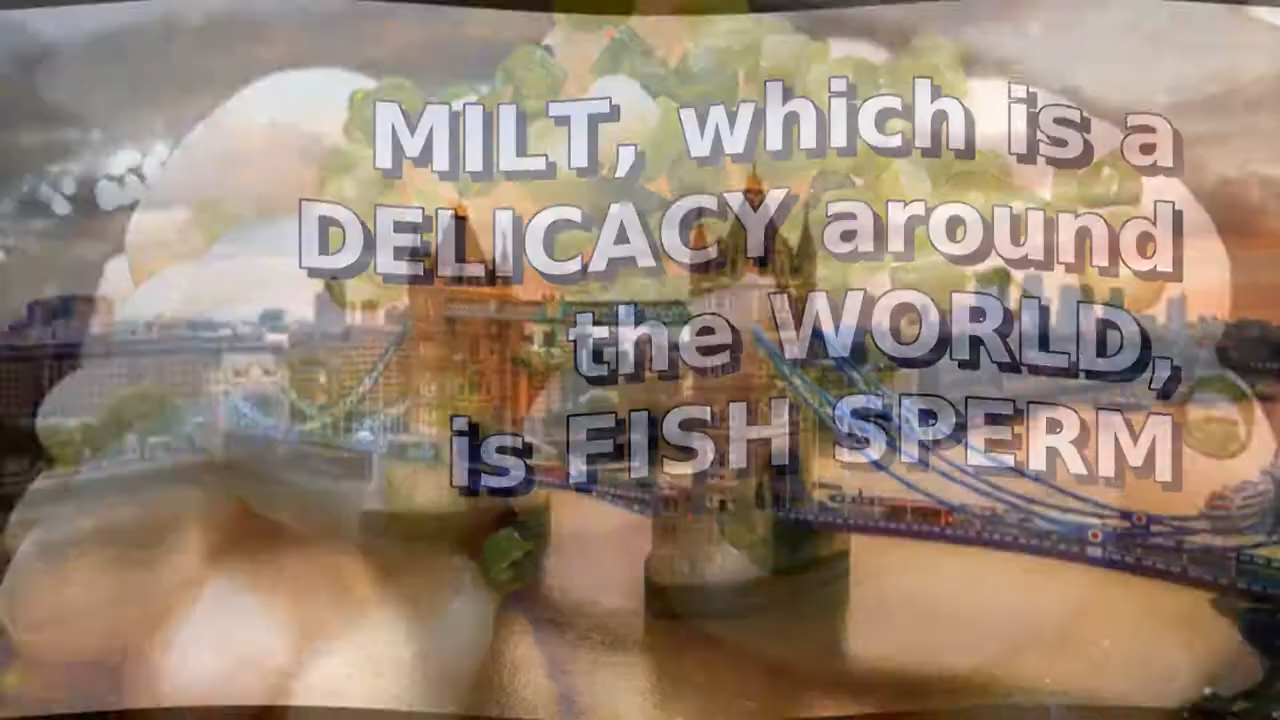 MILT, which is a
DELICACY around
the WORLD,
is FISH SPERM